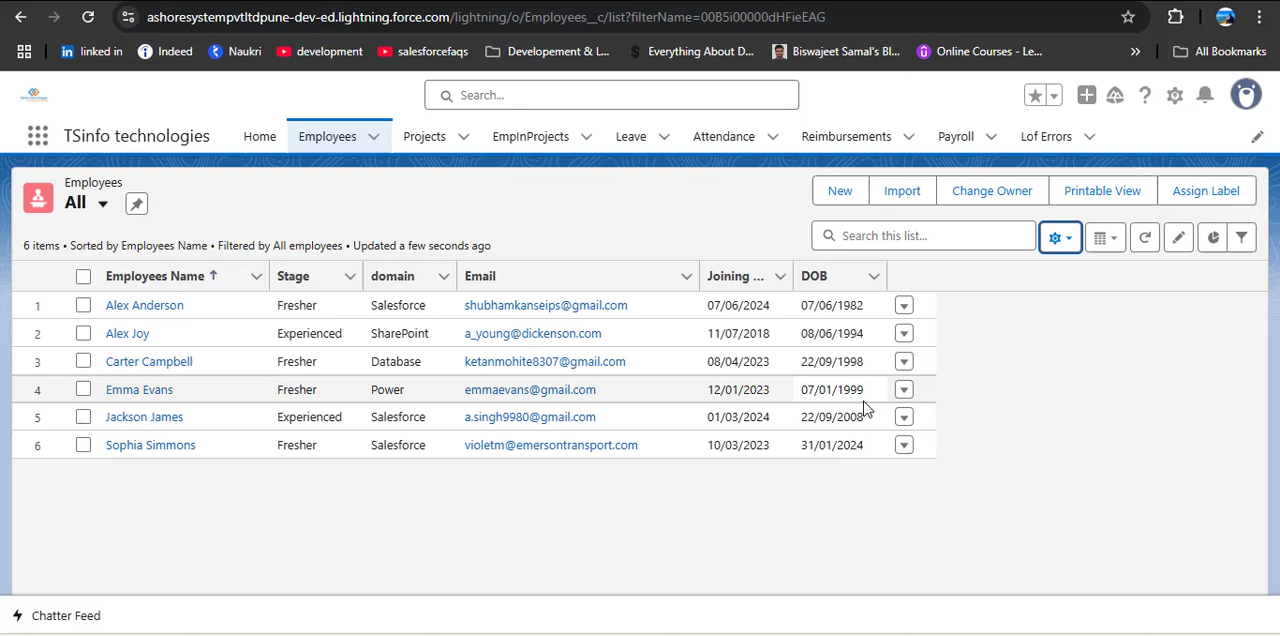 ashoresystempvtltdpune-dev-ed.lightning.force.com/lightning/o/Employees__c/list?filterName=00B5i00000dHFieEAG
linked in Indeed Naukri development salesforcefaqs Developement & L... Everything About D... Biswajeet Samal's Bl... Online Courses - Le... » All Bookmarks
Search...
TSinfo technologies Home Employees Projects EmpInProjects Leave Attendance Reimbursements Payroll Lof Errors
Employees
All
New Import Change Owner Printable View Assign Label
Search this list...
6 items • Sorted by Employees Name • Filtered by All employees • Updated a few seconds ago
Employees Name ↑ Stage domain Email Joining ... DOB
1 Alex Anderson Fresher Salesforce shubhamkanseips@gmail.com 07/06/2024 07/06/1982
2 Alex Joy Experienced SharePoint a_young@dickenson.com 11/07/2018 08/06/1994
3 Carter Campbell Fresher Database ketanmohite8307@gmail.com 08/04/2023 22/09/1998
4 Emma Evans Fresher Power emmaevans@gmail.com 12/01/2023 07/01/1999
5 Jackson James Experienced Salesforce a.singh9980@gmail.com 01/03/2024 22/09/2008
6 Sophia Simmons Fresher Salesforce violetm@emersontransport.com 10/03/2023 31/01/2024
Chatter Feed